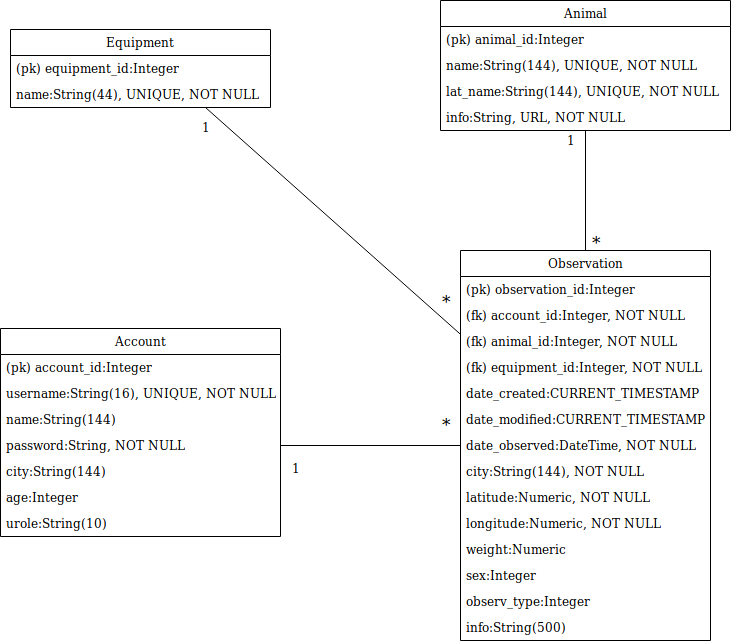 Equipment
(pk) equipment_id:Integer
name:String(44), UNIQUE, NOT NULL
1
Animal
(pk) animal_id:Integer
name:String(144), UNIQUE, NOT NULL
lat_name:String(144), UNIQUE, NOT NULL
info:String, URL, NOT NULL
1
*
*
Account
(pk) account_id:Integer
username:String(16), UNIQUE, NOT NULL
name:String(144)
password:String, NOT NULL
city:String(144)
age:Integer
urole:String(10)
*
1
Observation
(pk) observation_id:Integer
(fk) account_id:Integer, NOT NULL
(fk) animal_id:Integer, NOT NULL
(fk) equipment_id:Integer, NOT NULL
date_created:CURRENT_TIMESTAMP
date_modified:CURRENT_TIMESTAMP
date_observed:DateTime, NOT NULL
city:String(144), NOT NULL
latitude:Numeric, NOT NULL
longitude:Numeric, NOT NULL
weight:Numeric
sex:Integer
observ_type:Integer
info:String(500)